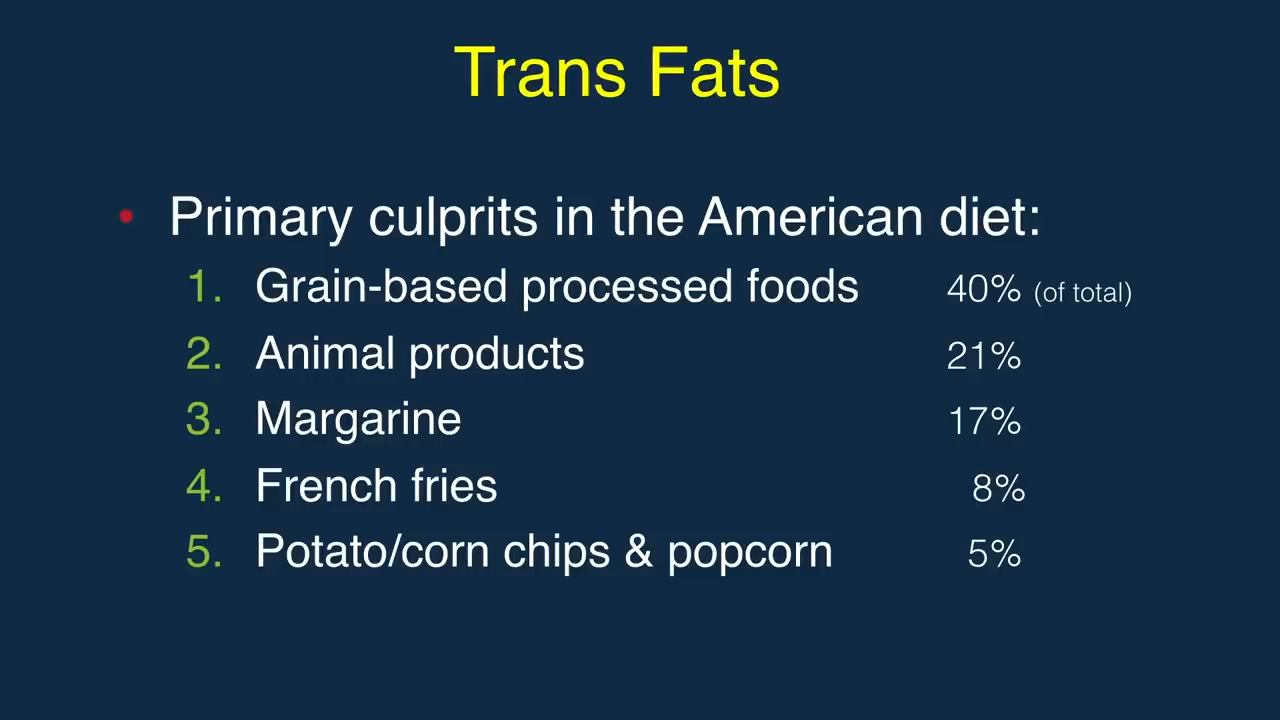 Trans Fats
• Primary culprits in the American diet:
1. Grain-based processed foods 40% (of total)
2. Animal products 21%
3. Margarine 17%
4. French fries 8%
5. Potato/corn chips & popcorn 5%